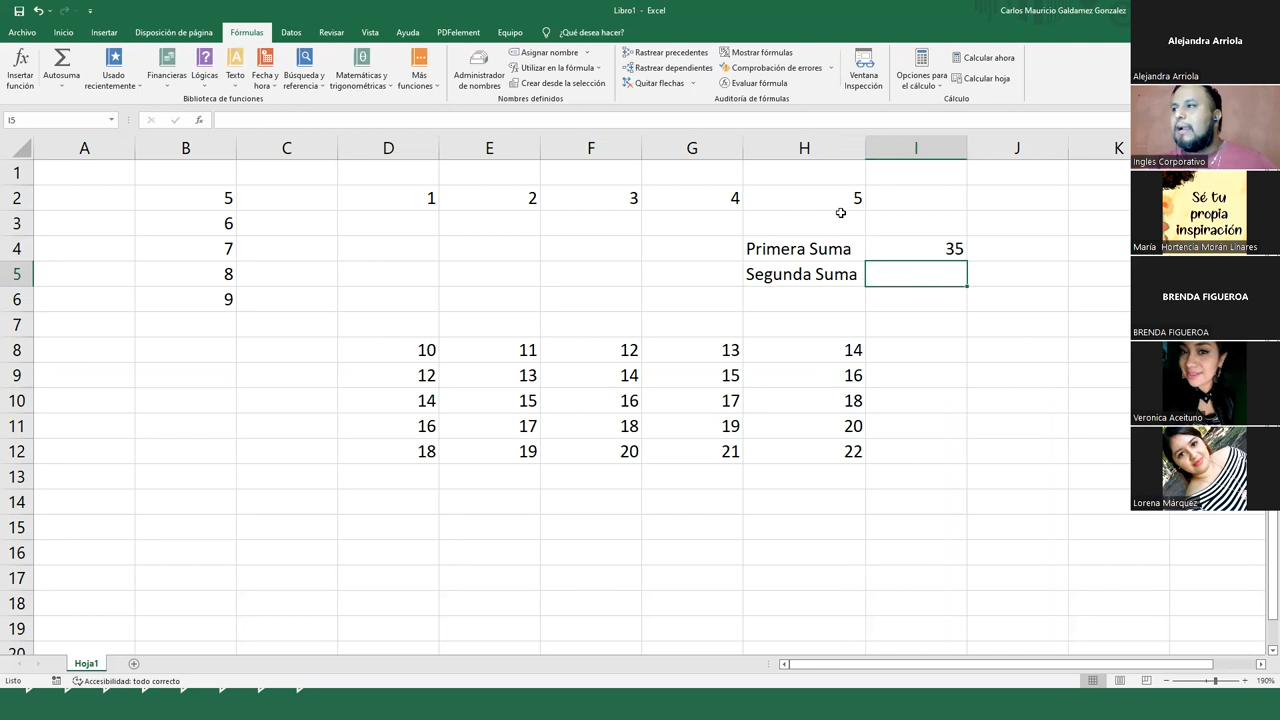 Libro1 - Excel
Carlos Mauricio Galdamez Gonzalez
Archivo Inicio Insertar Disposición de página Fórmulas Datos Revisar Vista Ayuda PDFelement Equipo ¿Qué desea hacer?
Insertar función
Autosuma
Usado recientemente
Financieras
Lógicas
Texto
Fecha y hora
Búsqueda y referencia
Matemáticas y trigonométricas
Más funciones
Biblioteca de funciones
Administrador de nombres
Asignar nombre
Utilizar en la fórmula
Crear desde la selección
Nombres definidos
Rastrear precedentes
Rastrear dependientes
Quitar flechas
Mostrar fórmulas
Comprobación de errores
Evaluar fórmula
Auditoría de fórmulas
Ventana Inspección
Opciones para el cálculo
Calcular ahora
Calcular hoja
Cálculo
I5 fx
A B C D E F G H I J K
1
2 5 1 2 3 4 5
3 6
4 7 Primera Suma 35
5 8 Segunda Suma
6 9
7
8 10 11 12 13 14
9 12 13 14 15 16
10 14 15 16 17 18
11 16 17 18 19 20
12 18 19 20 21 22
13
14
15
16
17
18
19
20
Hoja1
Listo Accesibilidad: todo correcto 190%
Alejandra Arriola
Alejandra Arriola
Ingles Corporativo
Sé tu
propia
inspiración
María Hortencia Morán Linares
BRENDA FIGUEROA
BRENDA FIGUEROA
Veronica Aceituno
Lorena Márquez